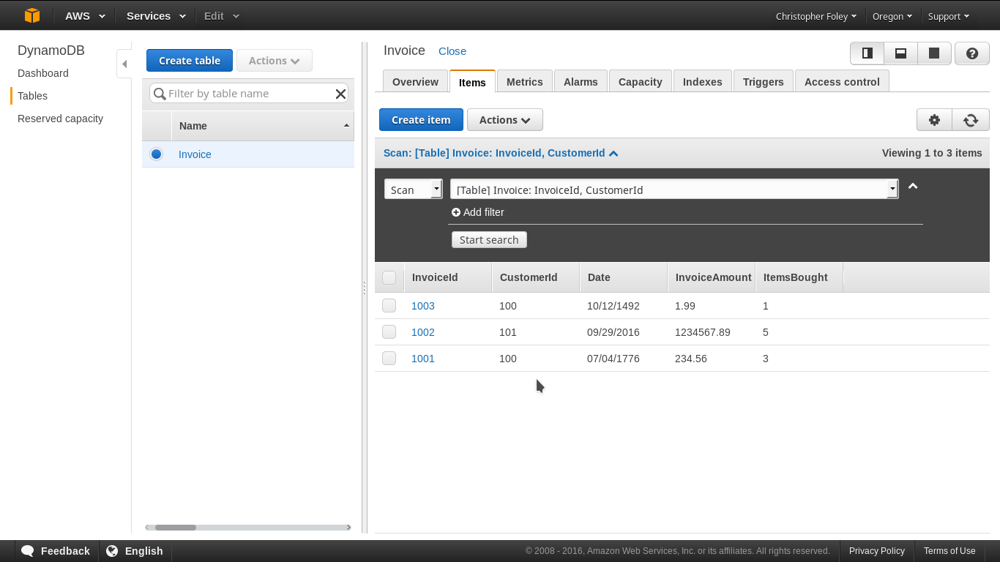 AWS Services Edit Christopher Foley Oregon Support
DynamoDB
Dashboard
Tables
Reserved capacity
Create table Actions
Filter by table name
Name
Invoice
Invoice Close
Overview Items Metrics Alarms Capacity Indexes Triggers Access control
Create item Actions
Scan: [Table] Invoice: InvoiceId, CustomerId Viewing 1 to 3 items
Scan [Table] Invoice: InvoiceId, CustomerId
Add filter
Start search
InvoiceId CustomerId Date InvoiceAmount ItemsBought
1003 100 10/12/1492 1.99 1
1002 101 09/29/2016 1234567.89 5
1001 100 07/04/1776 234.56 3
Feedback English © 2008 - 2016, Amazon Web Services, Inc. or its affiliates. All rights reserved. Privacy Policy Terms of Use